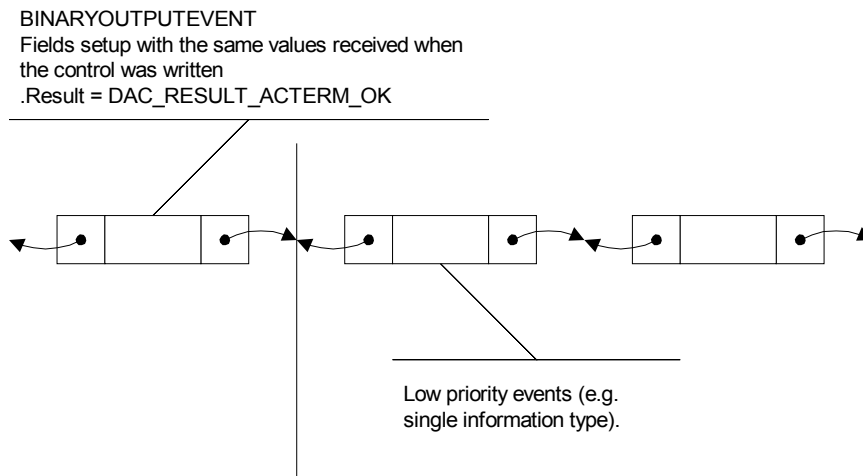 BINARYOUTPUTEVENT
Fields setup with the same values received when
the control was written
.Result = DAC_RESULT_ACTERM_OK
Low priority events (e.g.
single information type).